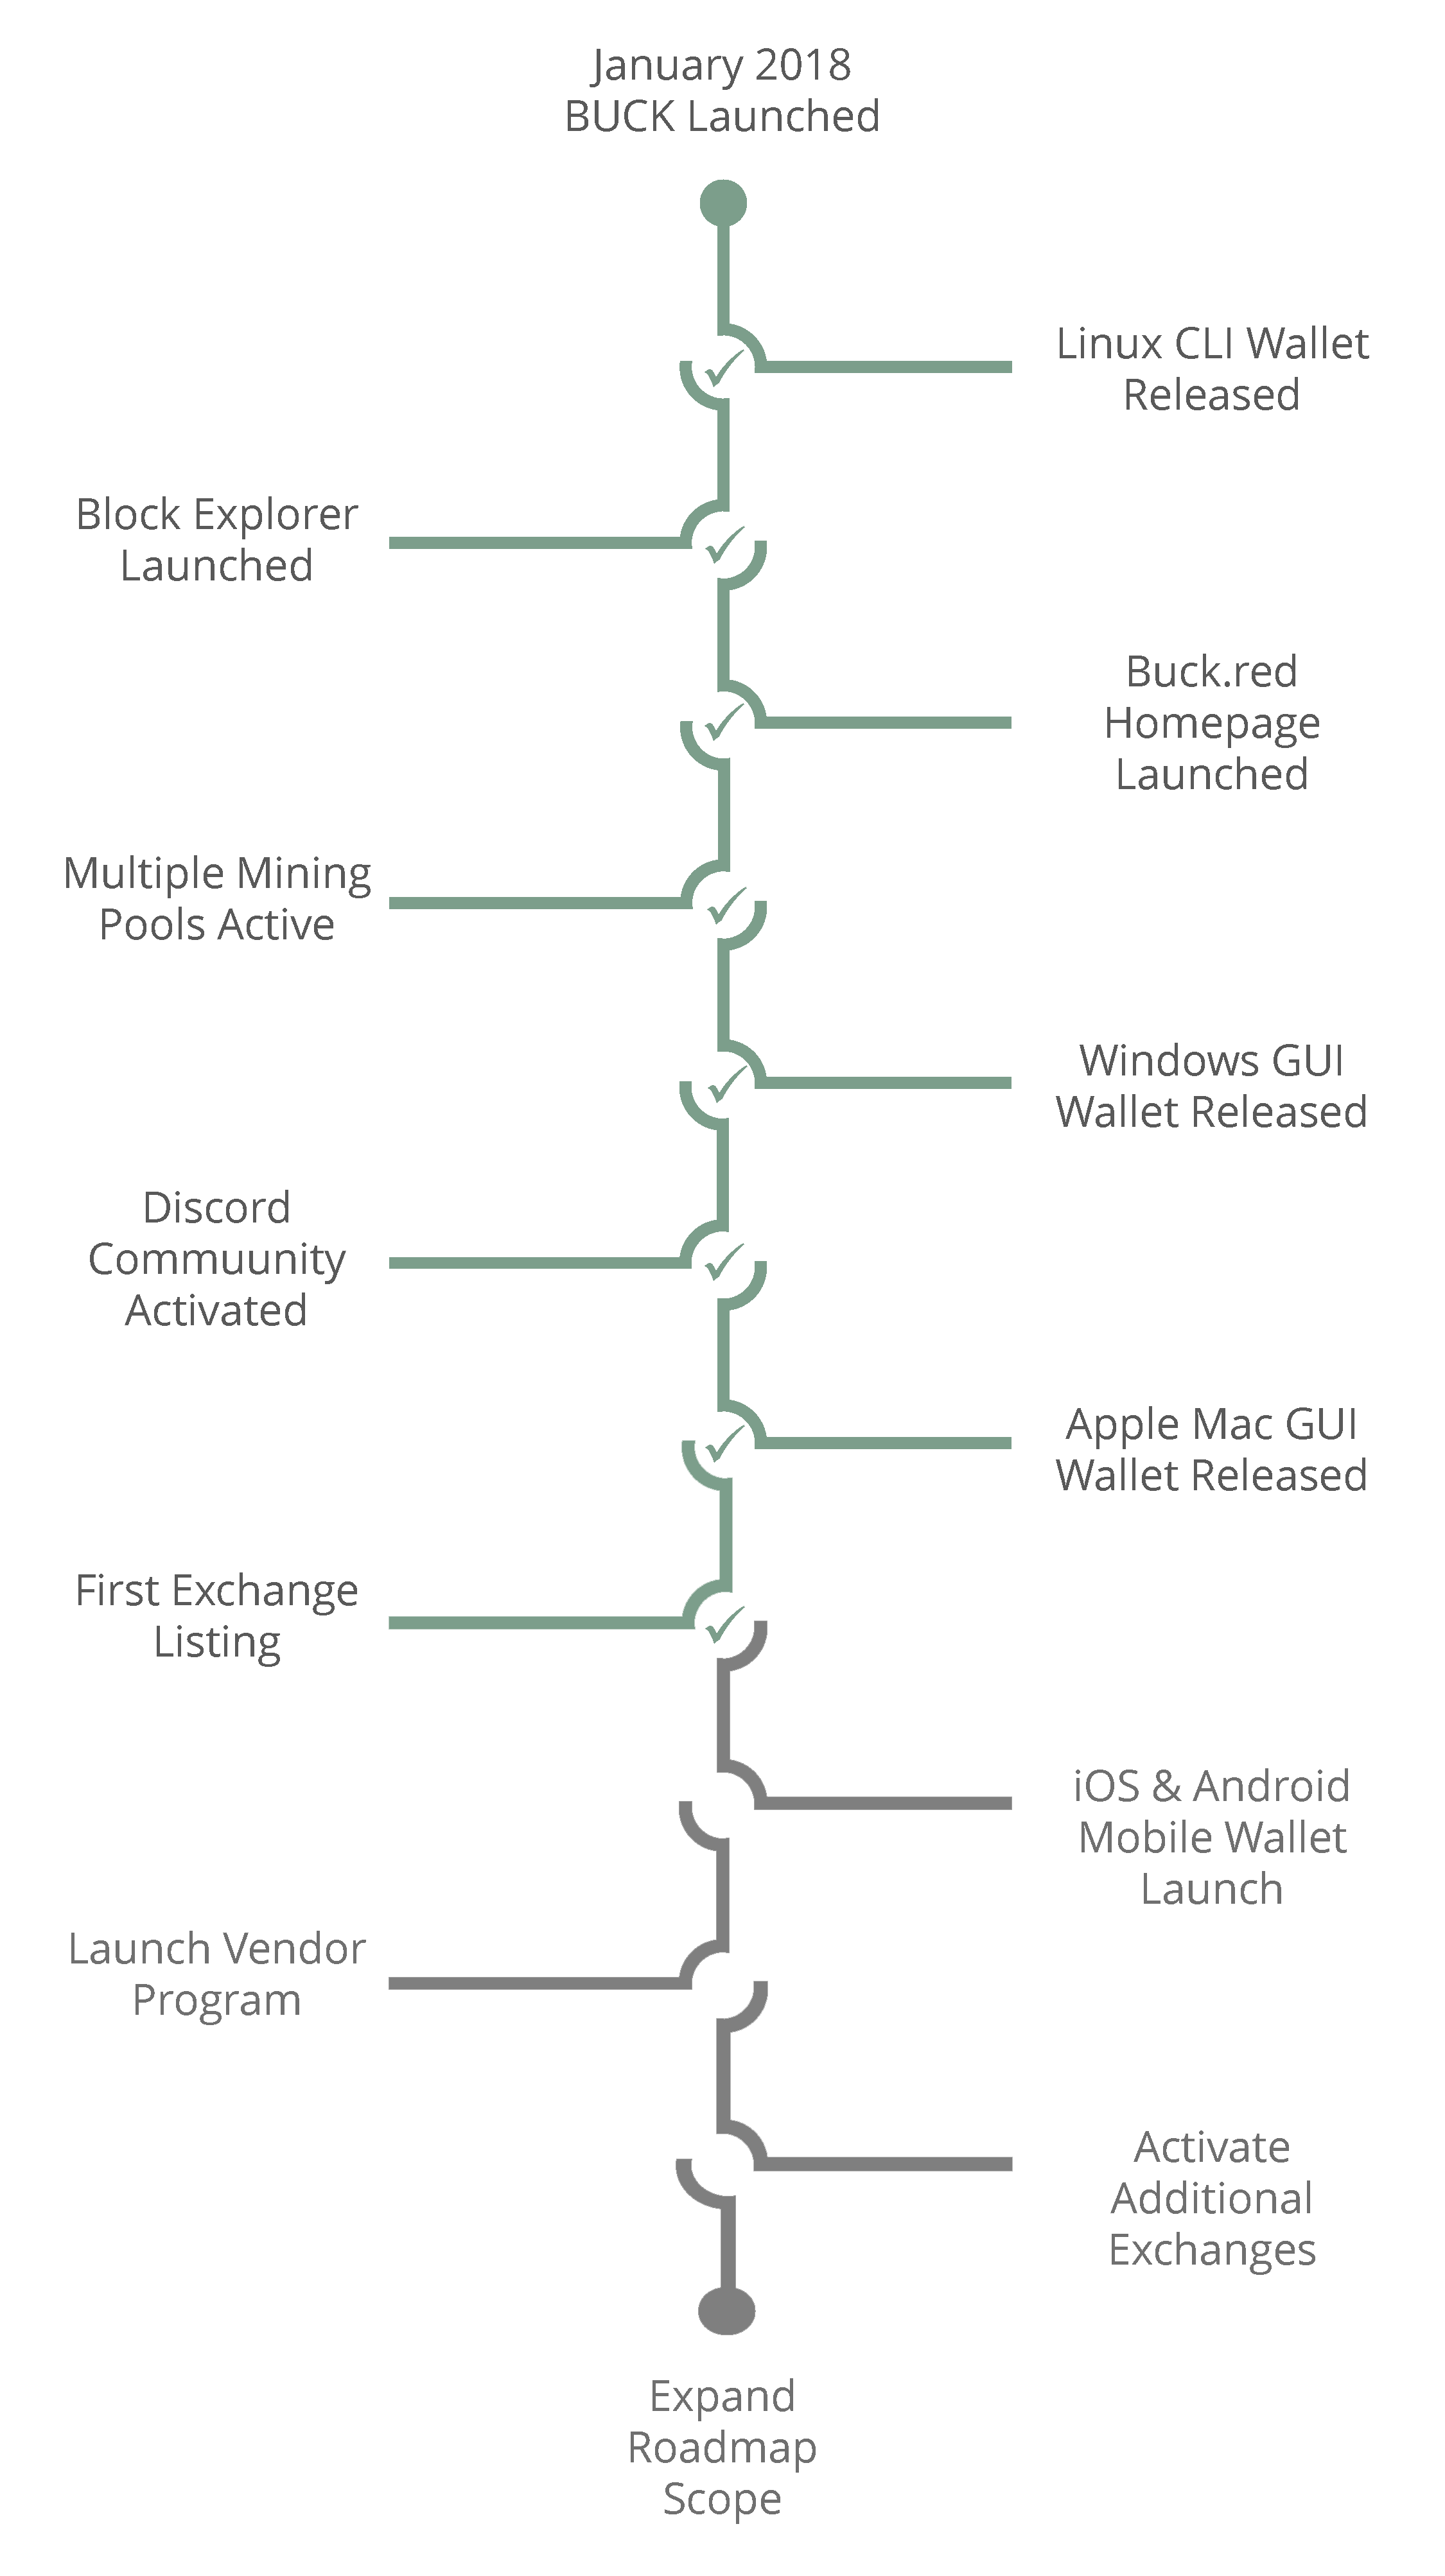 January 2018
BUCK Launched
Linux CLI Wallet
Released
Block Explorer
Launched
Buck.red
Homepage
Launched
Multiple Mining
Pools Active
Windows GUI
Wallet Released
Discord
Commuunity
Activated
Apple Mac GUI
Wallet Released
First Exchange
Listing
iOS & Android
Mobile Wallet
Launch
Launch Vendor
Program
Activate
Additional
Exchanges
Expand
Roadmap
Scope